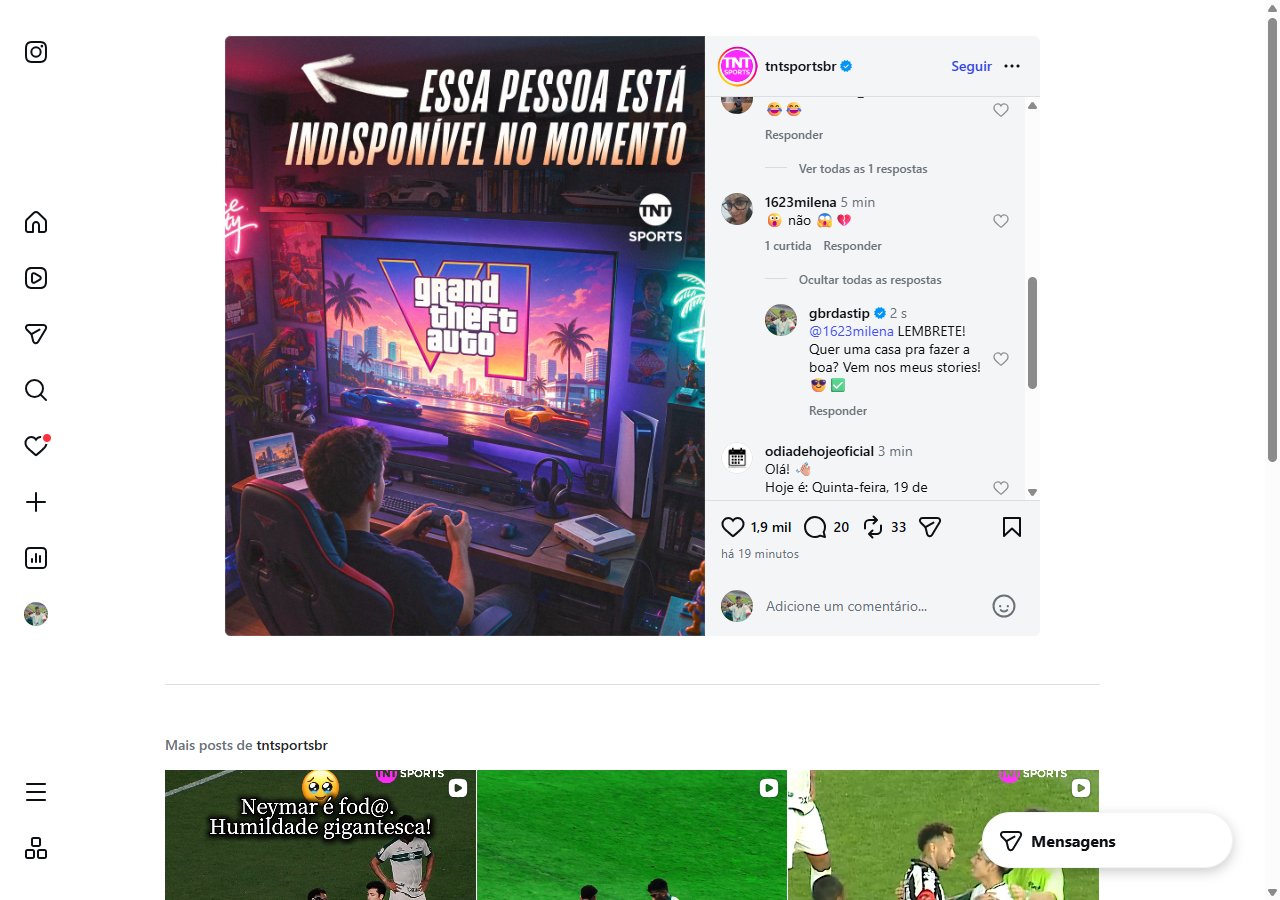 ESSA PESSOA ESTÁ
INDISPONÍVEL NO MOMENTO
TNT
SPORTS
grand
theft
auto
VI
TNT
SPORTS
tntsportsbr
Seguir
😂😂
Responder
Ver todas as 1 respostas
1623milena 5 min
😱 não 😱 💔
1 curtida Responder
Ocultar todas as respostas
gbrdastip 2 s
@1623milena LEMBRETE!
Quer uma casa pra fazer a
boa? Vem nos meus stories!
😎 ✅
Responder
odiadehojeoficial 3 min
Olá! 👋🏼
Hoje é: Quinta-feira, 19 de
1,9 mil 20 33
há 19 minutos
Adicione um comentário...
Mais posts de tntsportsbr
TNT SPORTS
Neymar é fod@.
Humildade gigantesca!
TNT SPORTS
Mensagens